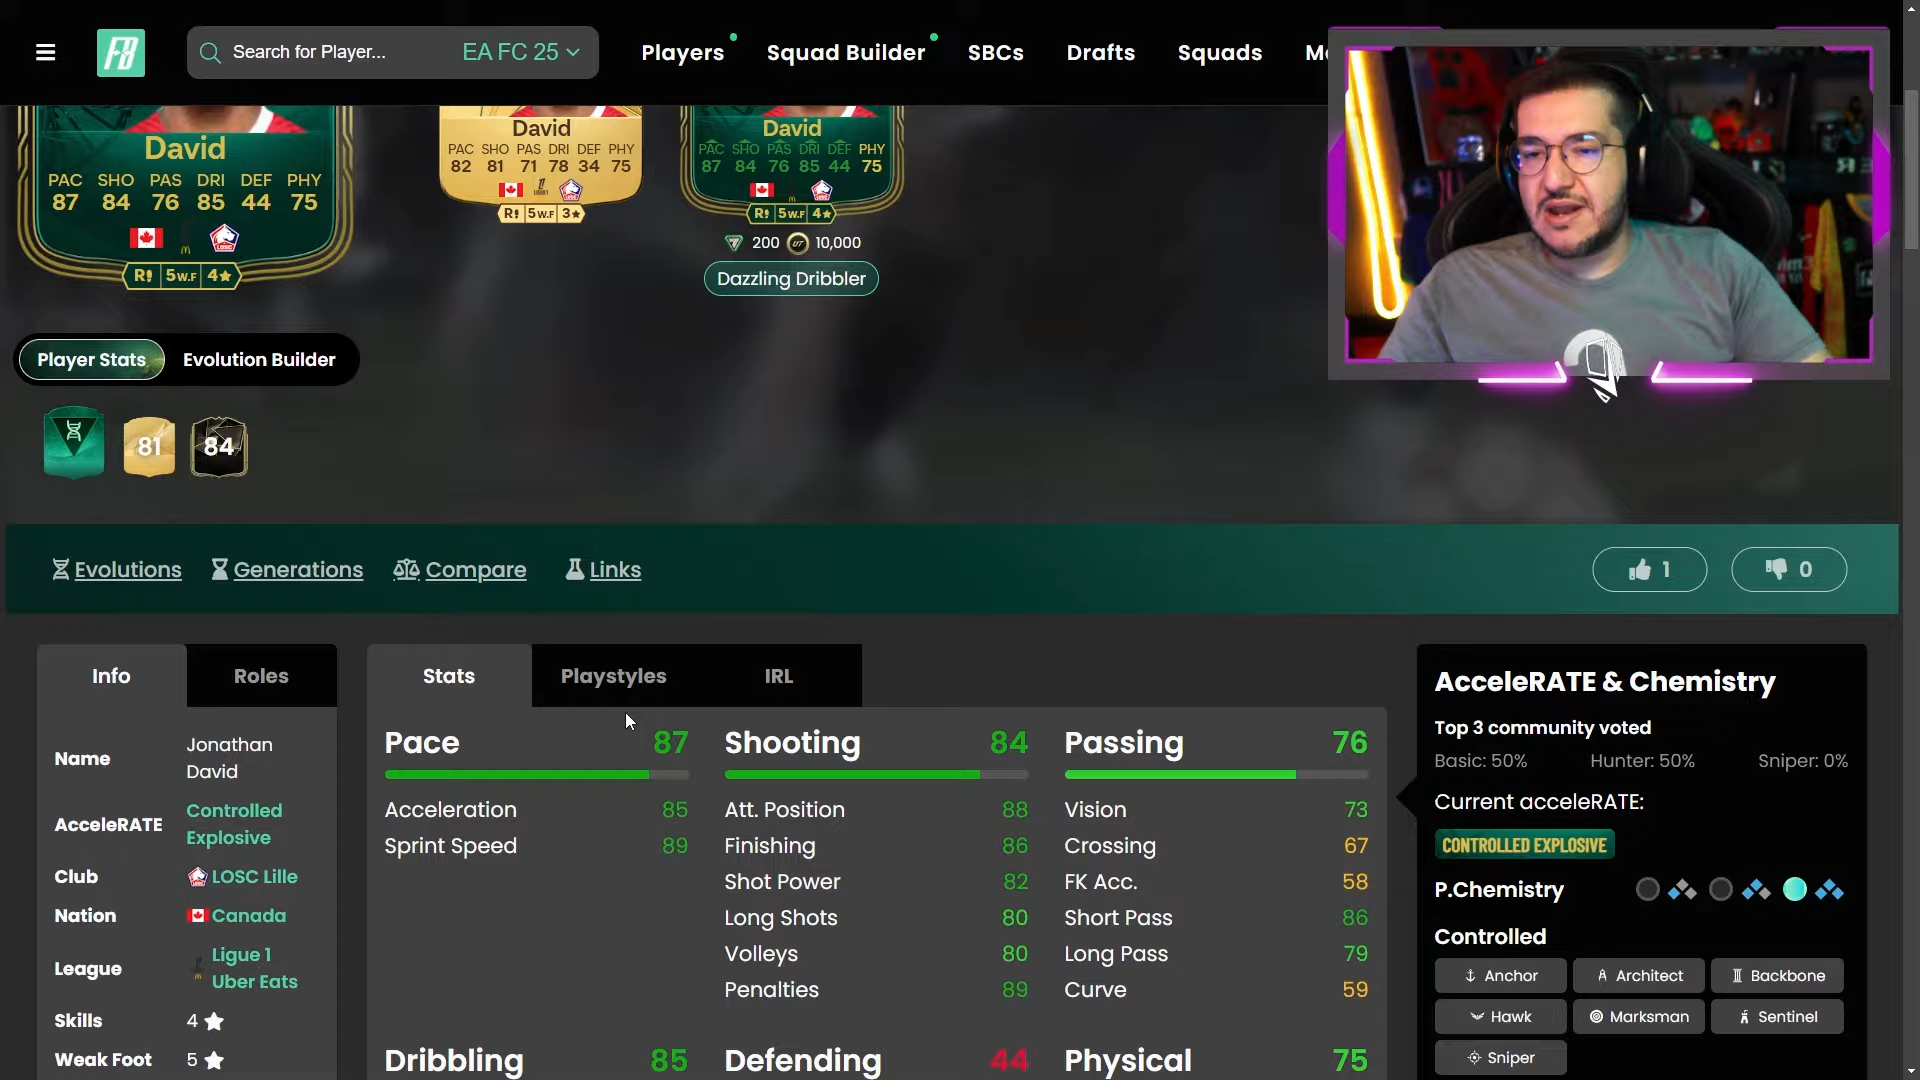 FB
Search for Player...
EA FC 25
Players
Squad Builder
SBCs
Drafts
Squads
David
PAC SHO PAS DRI DEF PHY
87 84 76 85 44 75
R! 5W.F 4★
David
PAC SHO PAS DRI DEF PHY
82 81 71 78 34 75
R! 5W.F 3★
David
PAC SHO PAS DRI DEF PHY
87 84 76 85 44 75
R! 5W.F 4★
200 UT 10,000
Dazzling Dribbler
Player Stats
Evolution Builder
81
84
Evolutions
Generations
Compare
Links
1
0
Info
Roles
Name
Jonathan
David
AcceleRATE
Controlled
Explosive
Club
LOSC Lille
Nation
Canada
League
Ligue 1
Uber Eats
Skills
4 ★
Weak Foot
5 ★
Stats
Playstyles
IRL
Pace 87
Acceleration 85
Sprint Speed 89
Shooting 84
Att. Position 88
Finishing 86
Shot Power 82
Long Shots 80
Volleys 80
Penalties 89
Passing 76
Vision 73
Crossing 67
FK Acc. 58
Short Pass 86
Long Pass 79
Curve 59
Dribbling 85
Defending 44
Physical 75
AcceleRATE & Chemistry
Top 3 community voted
Basic: 50%
Hunter: 50%
Sniper: 0%
Current acceleRATE:
CONTROLLED EXPLOSIVE
P.Chemistry
Controlled
Anchor
Architect
Backbone
Hawk
Marksman
Sentinel
Sniper